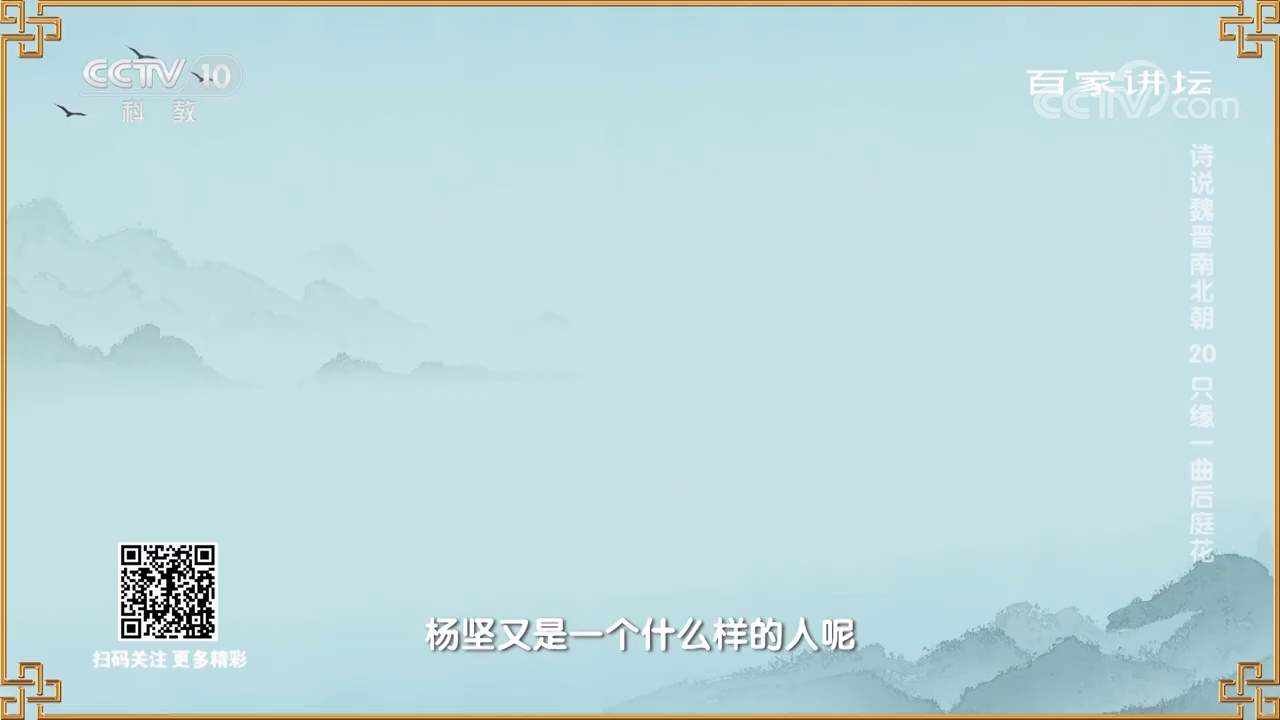 CCTV 10
科教
百家讲坛
CCTV.com
诗说魏晋南北朝 20 只缘一曲后庭花
杨坚又是一个什么样的人呢
扫码关注 更多精彩